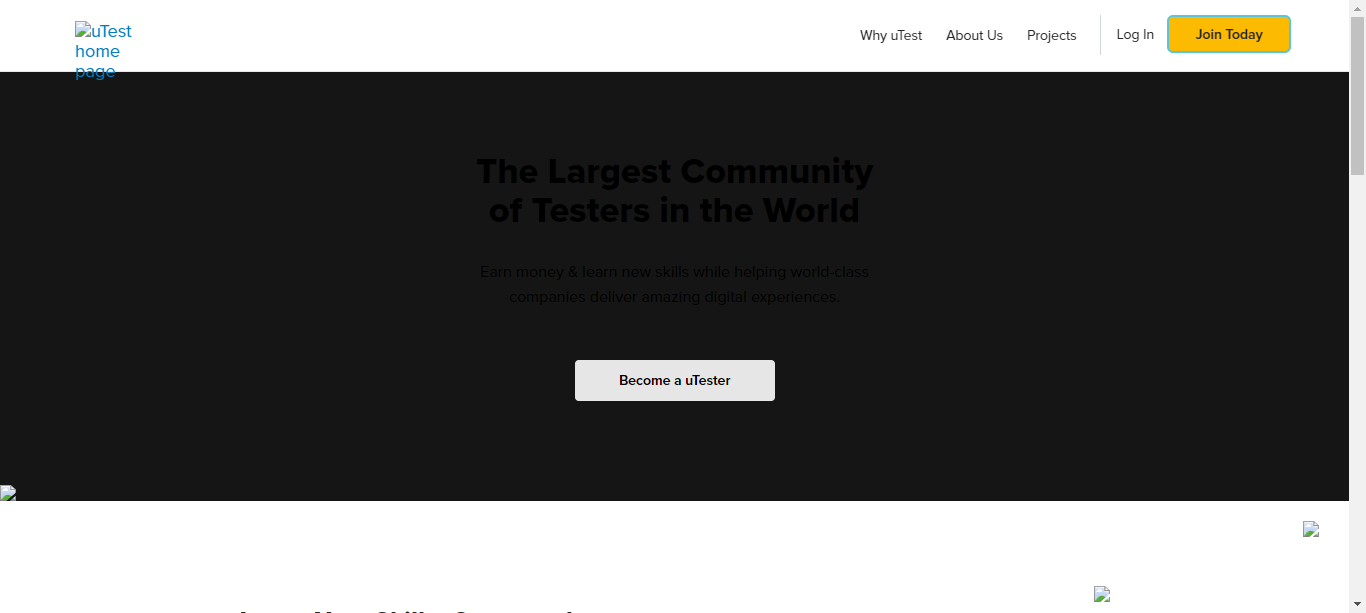 uTest
home
page
Why uTest
About Us
Projects
Log In
Join Today
The Largest Community
of Testers in the World
Earn money & learn new skills while helping world-class
companies deliver amazing digital experiences.
Become a uTester